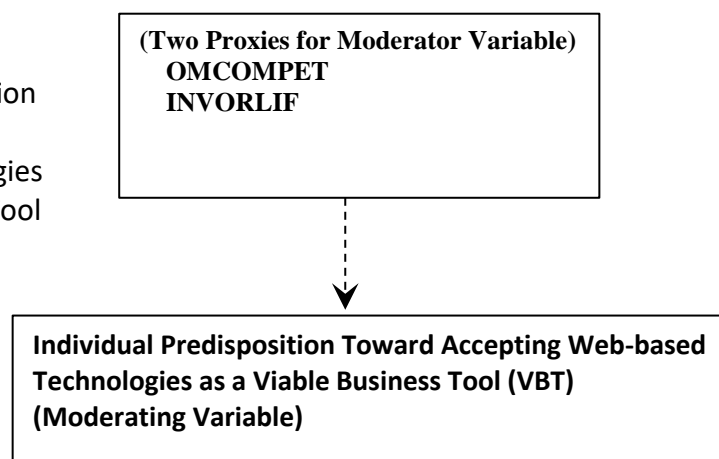 (Two Proxies for Moderator Variable)
OMCOMPET
INVORLIF
Individual Predisposition Toward Accepting Web-based
Technologies as a Viable Business Tool (VBT)
(Moderating Variable)